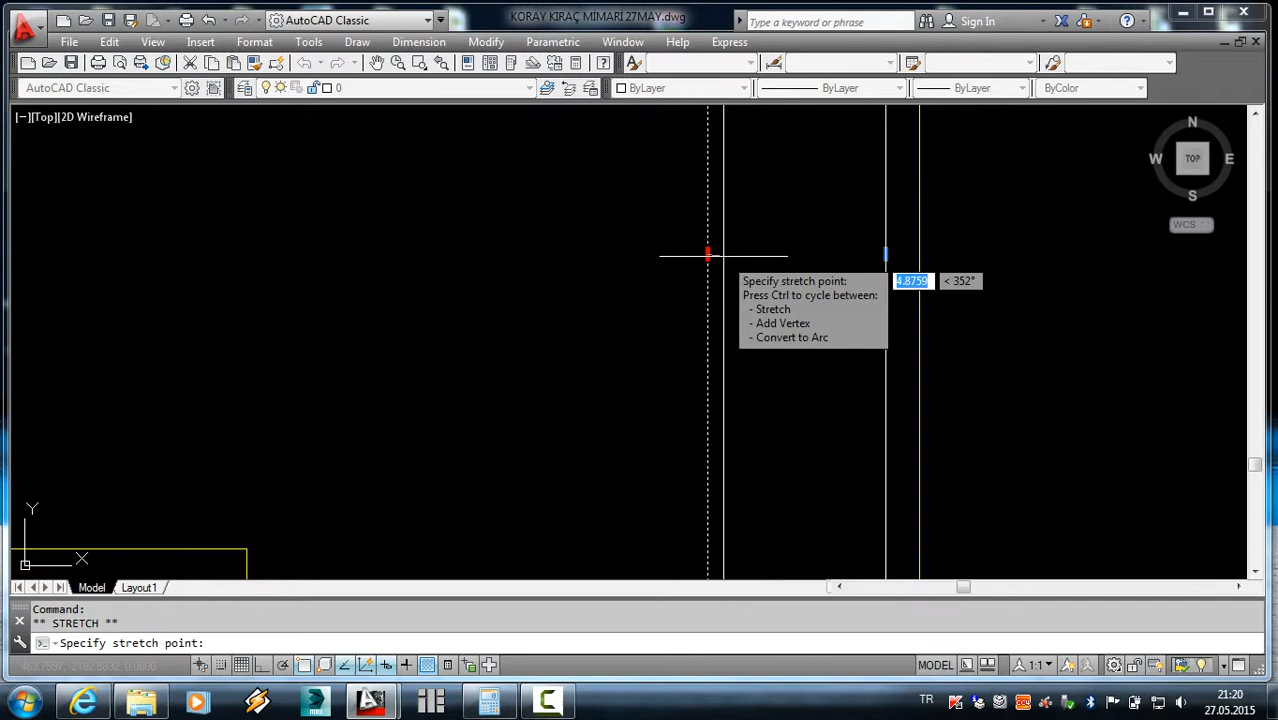 AutoCAD Classic
KORAY KIRAÇ MİMARİ 27MAY.dwg
Type a keyword or phrase
Sign In
File Edit View Insert Format Tools Draw Dimension Modify Parametric Window Help Express
AutoCAD Classic
0
ByLayer
ByLayer
ByLayer
ByColor
[−][Top][2D Wireframe]
N
W TOP E
S
WCS
Specify stretch point: 4.8759 < 352°
Press Ctrl to cycle between:
- Stretch
- Add Vertex
- Convert to Arc
Y
X
Model Layout1
Command:
** STRETCH **
Specify stretch point:
MODEL 1:1
TR
21:20
27.05.2015